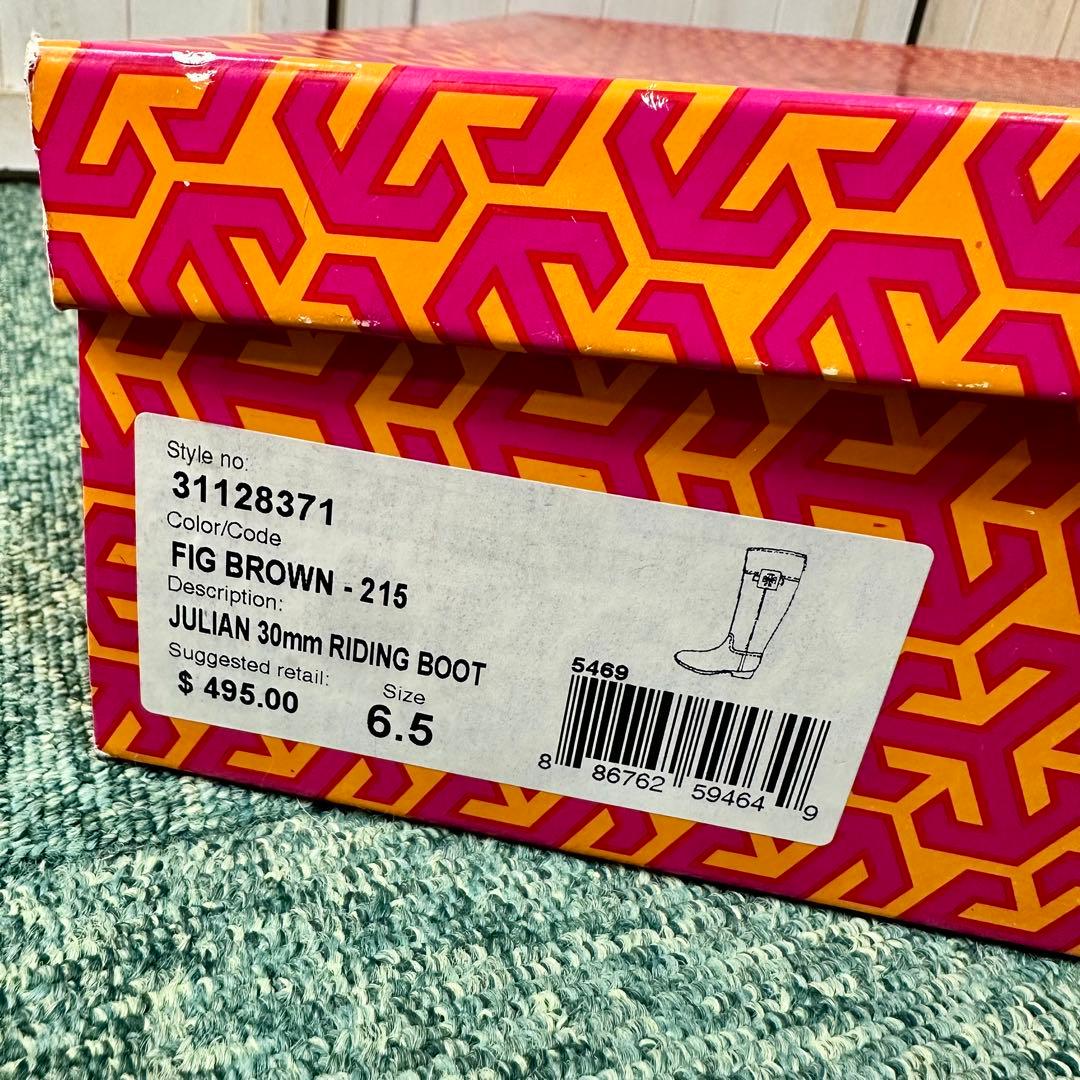 Style no:
31128371
Color/Code
FIG BROWN - 215
Description:
JULIAN 30mm RIDING BOOT
Suggested retail: Size
$ 495.00 6.5
5469
8 86762 59464 9